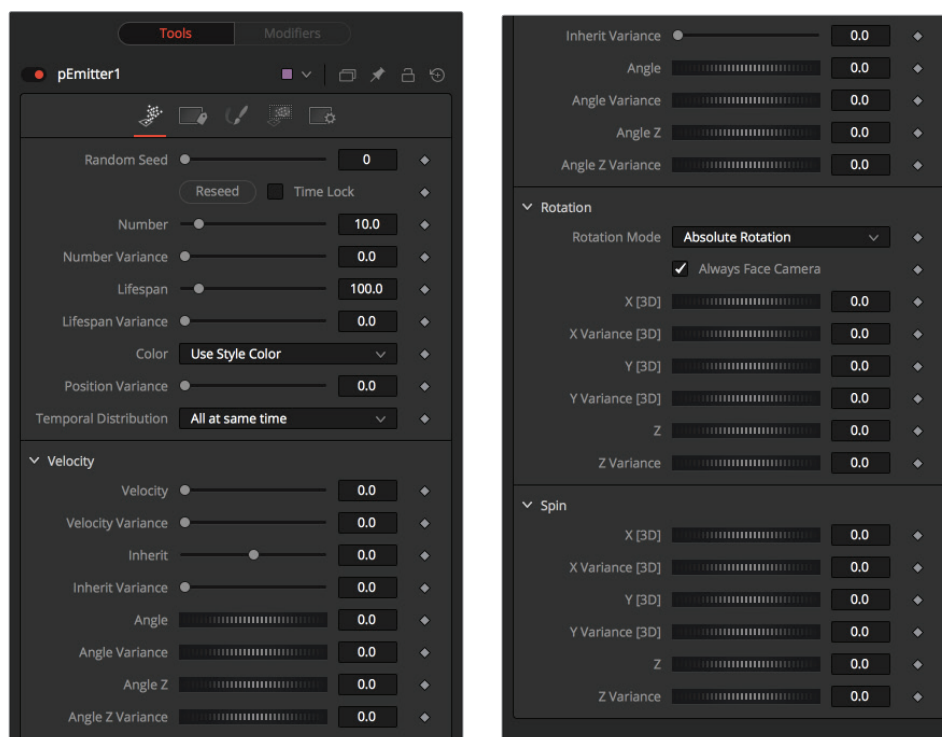 Tools Modifiers
pEmitter1
Random Seed 0
Reseed Time Lock
Number 10.0
Number Variance 0.0
Lifespan 100.0
Lifespan Variance 0.0
Color Use Style Color
Position Variance 0.0
Temporal Distribution All at same time
Velocity
Velocity 0.0
Velocity Variance 0.0
Inherit 0.0
Inherit Variance 0.0
Angle 0.0
Angle Variance 0.0
Angle Z 0.0
Angle Z Variance 0.0
Inherit Variance 0.0
Angle 0.0
Angle Variance 0.0
Angle Z 0.0
Angle Z Variance 0.0
Rotation
Rotation Mode Absolute Rotation
Always Face Camera
X [3D] 0.0
X Variance [3D] 0.0
Y [3D] 0.0
Y Variance [3D] 0.0
Z 0.0
Z Variance 0.0
Spin
X [3D] 0.0
X Variance [3D] 0.0
Y [3D] 0.0
Y Variance [3D] 0.0
Z 0.0
Z Variance 0.0